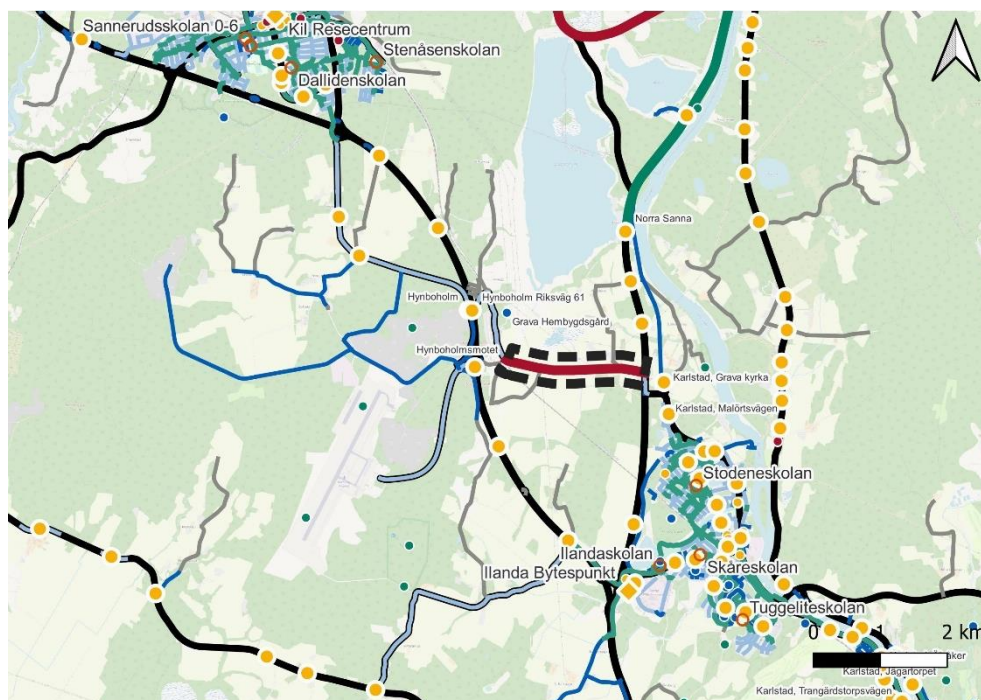 Sannerudsskolan 0-6
Kil Resecentrum
Stenåsenskolan
Dallidenskolan
Norra Sanna
Hynboholm
Hynboholm Riksväg 61
Grava Hembygdsgård
Hynboholmsmotet
Karlstad, Grava kyrka
Karlstad, Malörtsvägen
Stodeneskolan
Ilandaskolan
Skåreskolan
Ilanda Bytespunkt
Tuggeliteskolan
0 1 2 km
Karlstad, Jägartorpet
Karlstad, Trangärdstorpsvägen